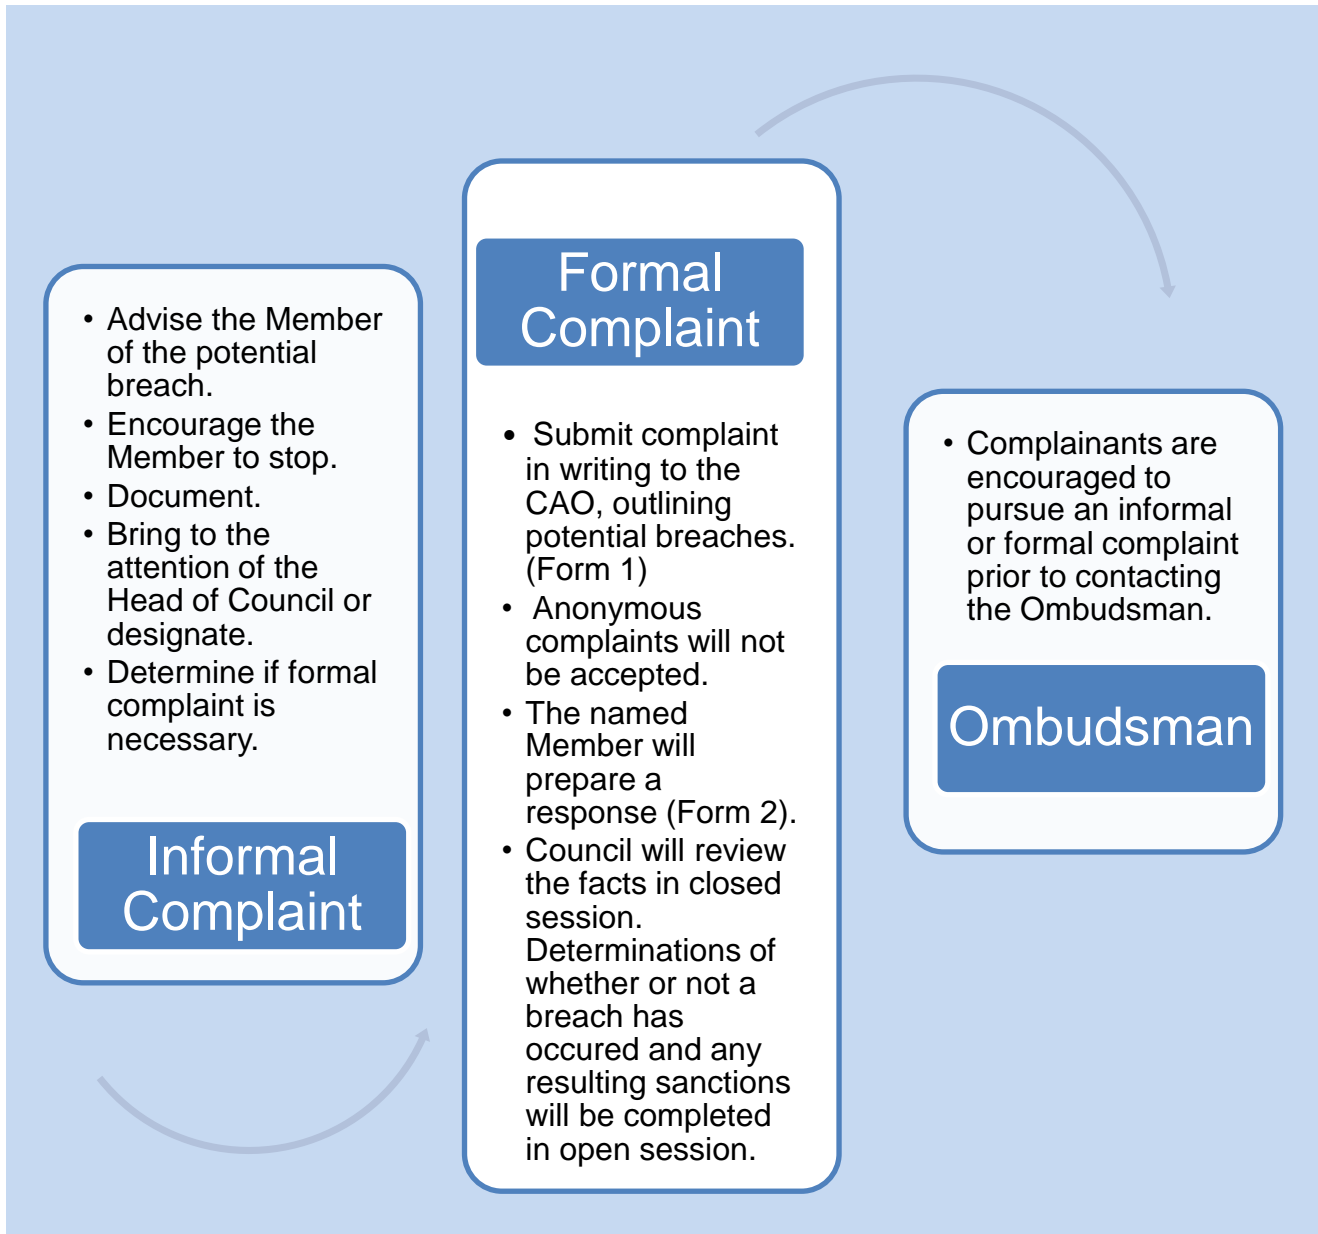 • Advise the Member
of the potential
breach.
• Encourage the
Member to stop.
• Document.
• Bring to the
attention of the
Head of Council or
designate.
• Determine if formal
complaint is
necessary.
Informal
Complaint
Formal
Complaint
• Submit complaint
in writing to the
CAO, outlining
potential breaches.
(Form 1)
• Anonymous
complaints will not
be accepted.
• The named
Member will
prepare a
response (Form 2).
• Council will review
the facts in closed
session.
Determinations of
whether or not a
breach has
occured and any
resulting sanctions
will be completed
in open session.
• Complainants are
encouraged to
pursue an informal
or formal complaint
prior to contacting
the Ombudsman.
Ombudsman